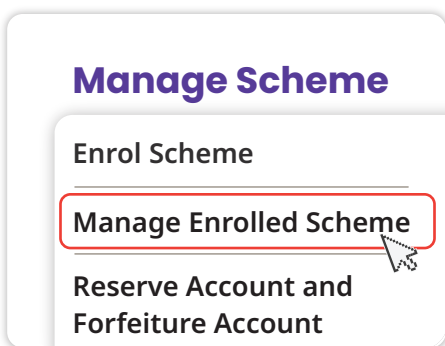 Manage Scheme
Enrol Scheme
Manage Enrolled Scheme
Reserve Account and
Forfeiture Account